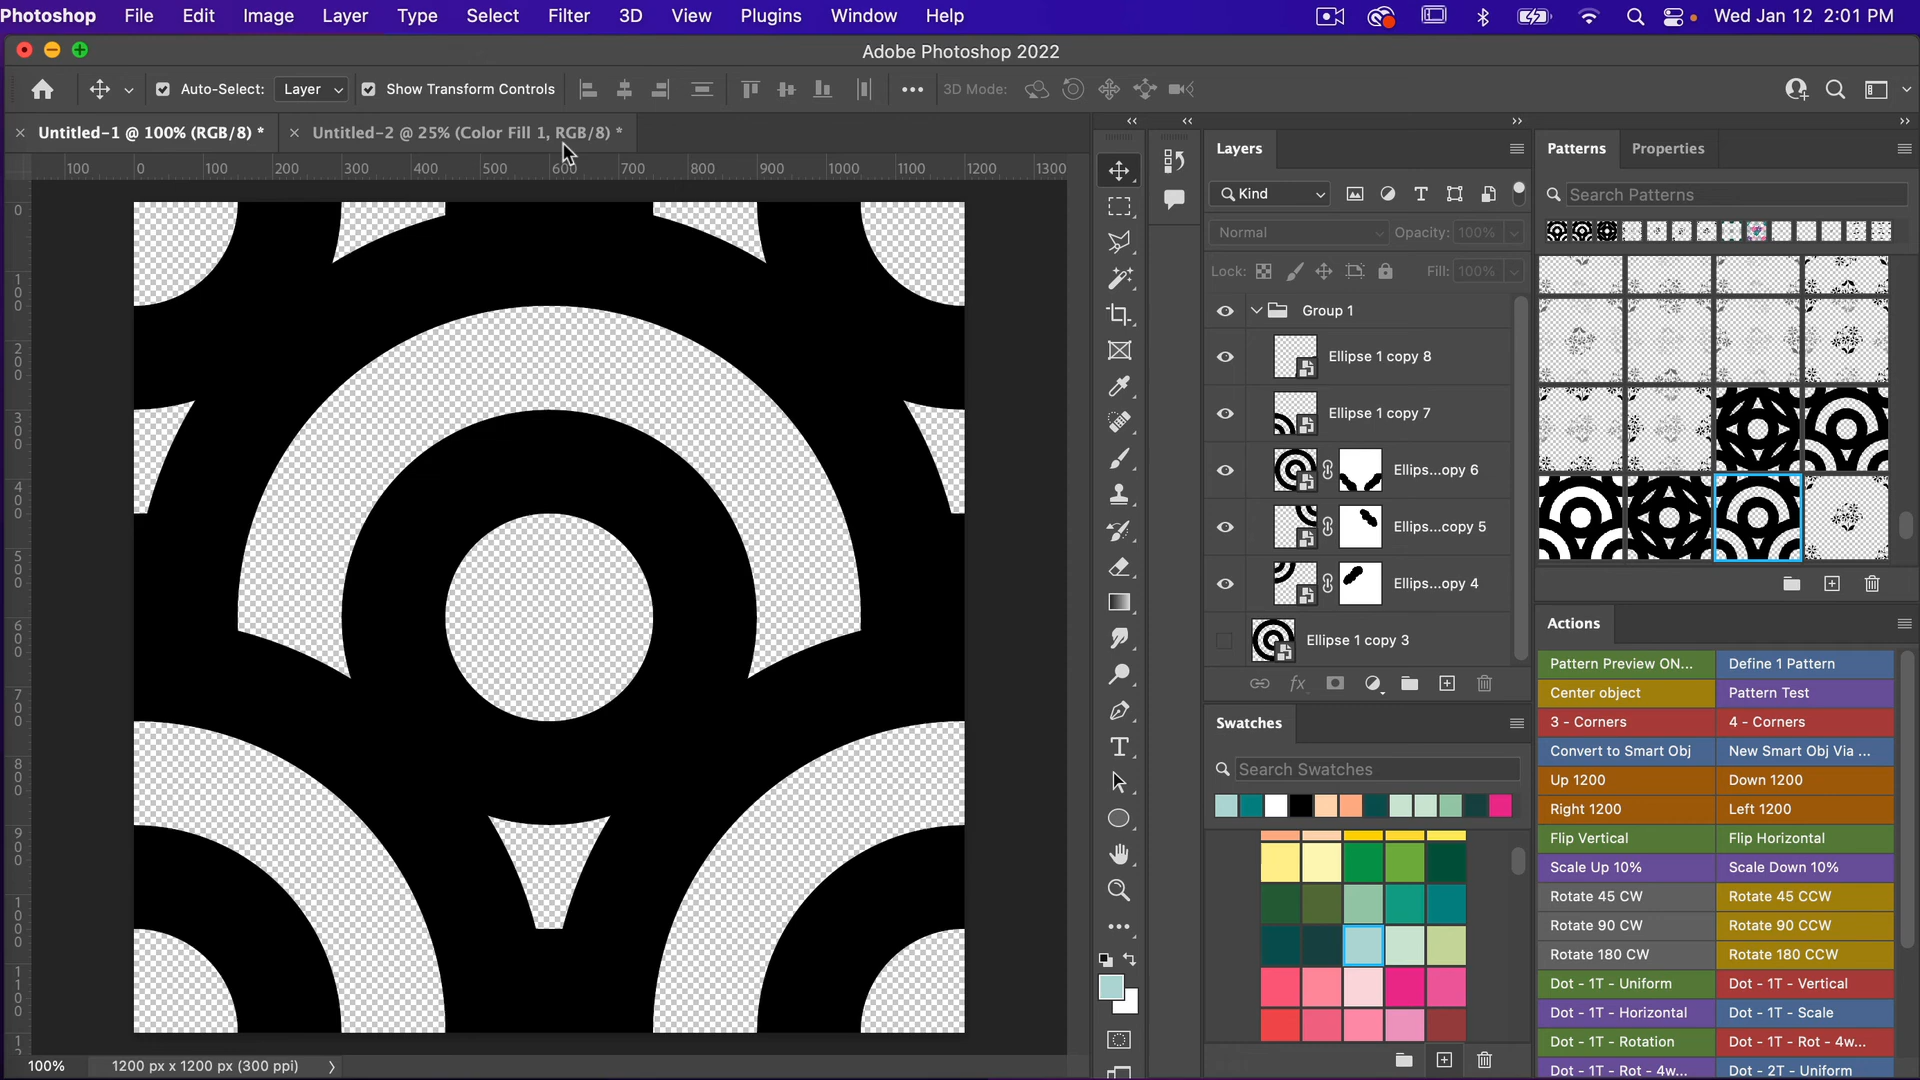 Photoshop File Edit Image Layer Type Select Filter 3D View Plugins Window Help Wed Jan 12 2:01 PM
Adobe Photoshop 2022
Auto-Select: Layer Show Transform Controls 3D Mode:
Untitled-1 @ 100% (RGB/8) * Untitled-2 @ 25% (Color Fill 1, RGB/8) *
100 0 100 200 300 400 500 600 700 800 900 1000 1100 1200 1300
0
100
200
300
400
500
600
700
800
900
1000
1100
12
Layers
Kind
Normal Opacity: 100%
Lock: Fill: 100%
Group 1
Ellipse 1 copy 8
Ellipse 1 copy 7
Ellips...opy 6
Ellips...copy 5
Ellips...opy 4
Ellipse 1 copy 3
fx
Swatches
Search Swatches
Patterns Properties
Search Patterns
Actions
Pattern Preview ON... Define 1 Pattern
Center object Pattern Test
3 - Corners 4 - Corners
Convert to Smart Obj New Smart Obj Via ...
Up 1200 Down 1200
Right 1200 Left 1200
Flip Vertical Flip Horizontal
Scale Up 10% Scale Down 10%
Rotate 45 CW Rotate 45 CCW
Rotate 90 CW Rotate 90 CCW
Rotate 180 CW Rotate 180 CCW
Dot - 1T - Uniform Dot - 1T - Vertical
Dot - 1T - Horizontal Dot - 1T - Scale
Dot - 1T - Rotation Dot - 1T - Rot - 4w...
Dot - 1T - Rot - 4w... Dot - 2T - Uniform
100% 1200 px x 1200 px (300 ppi)